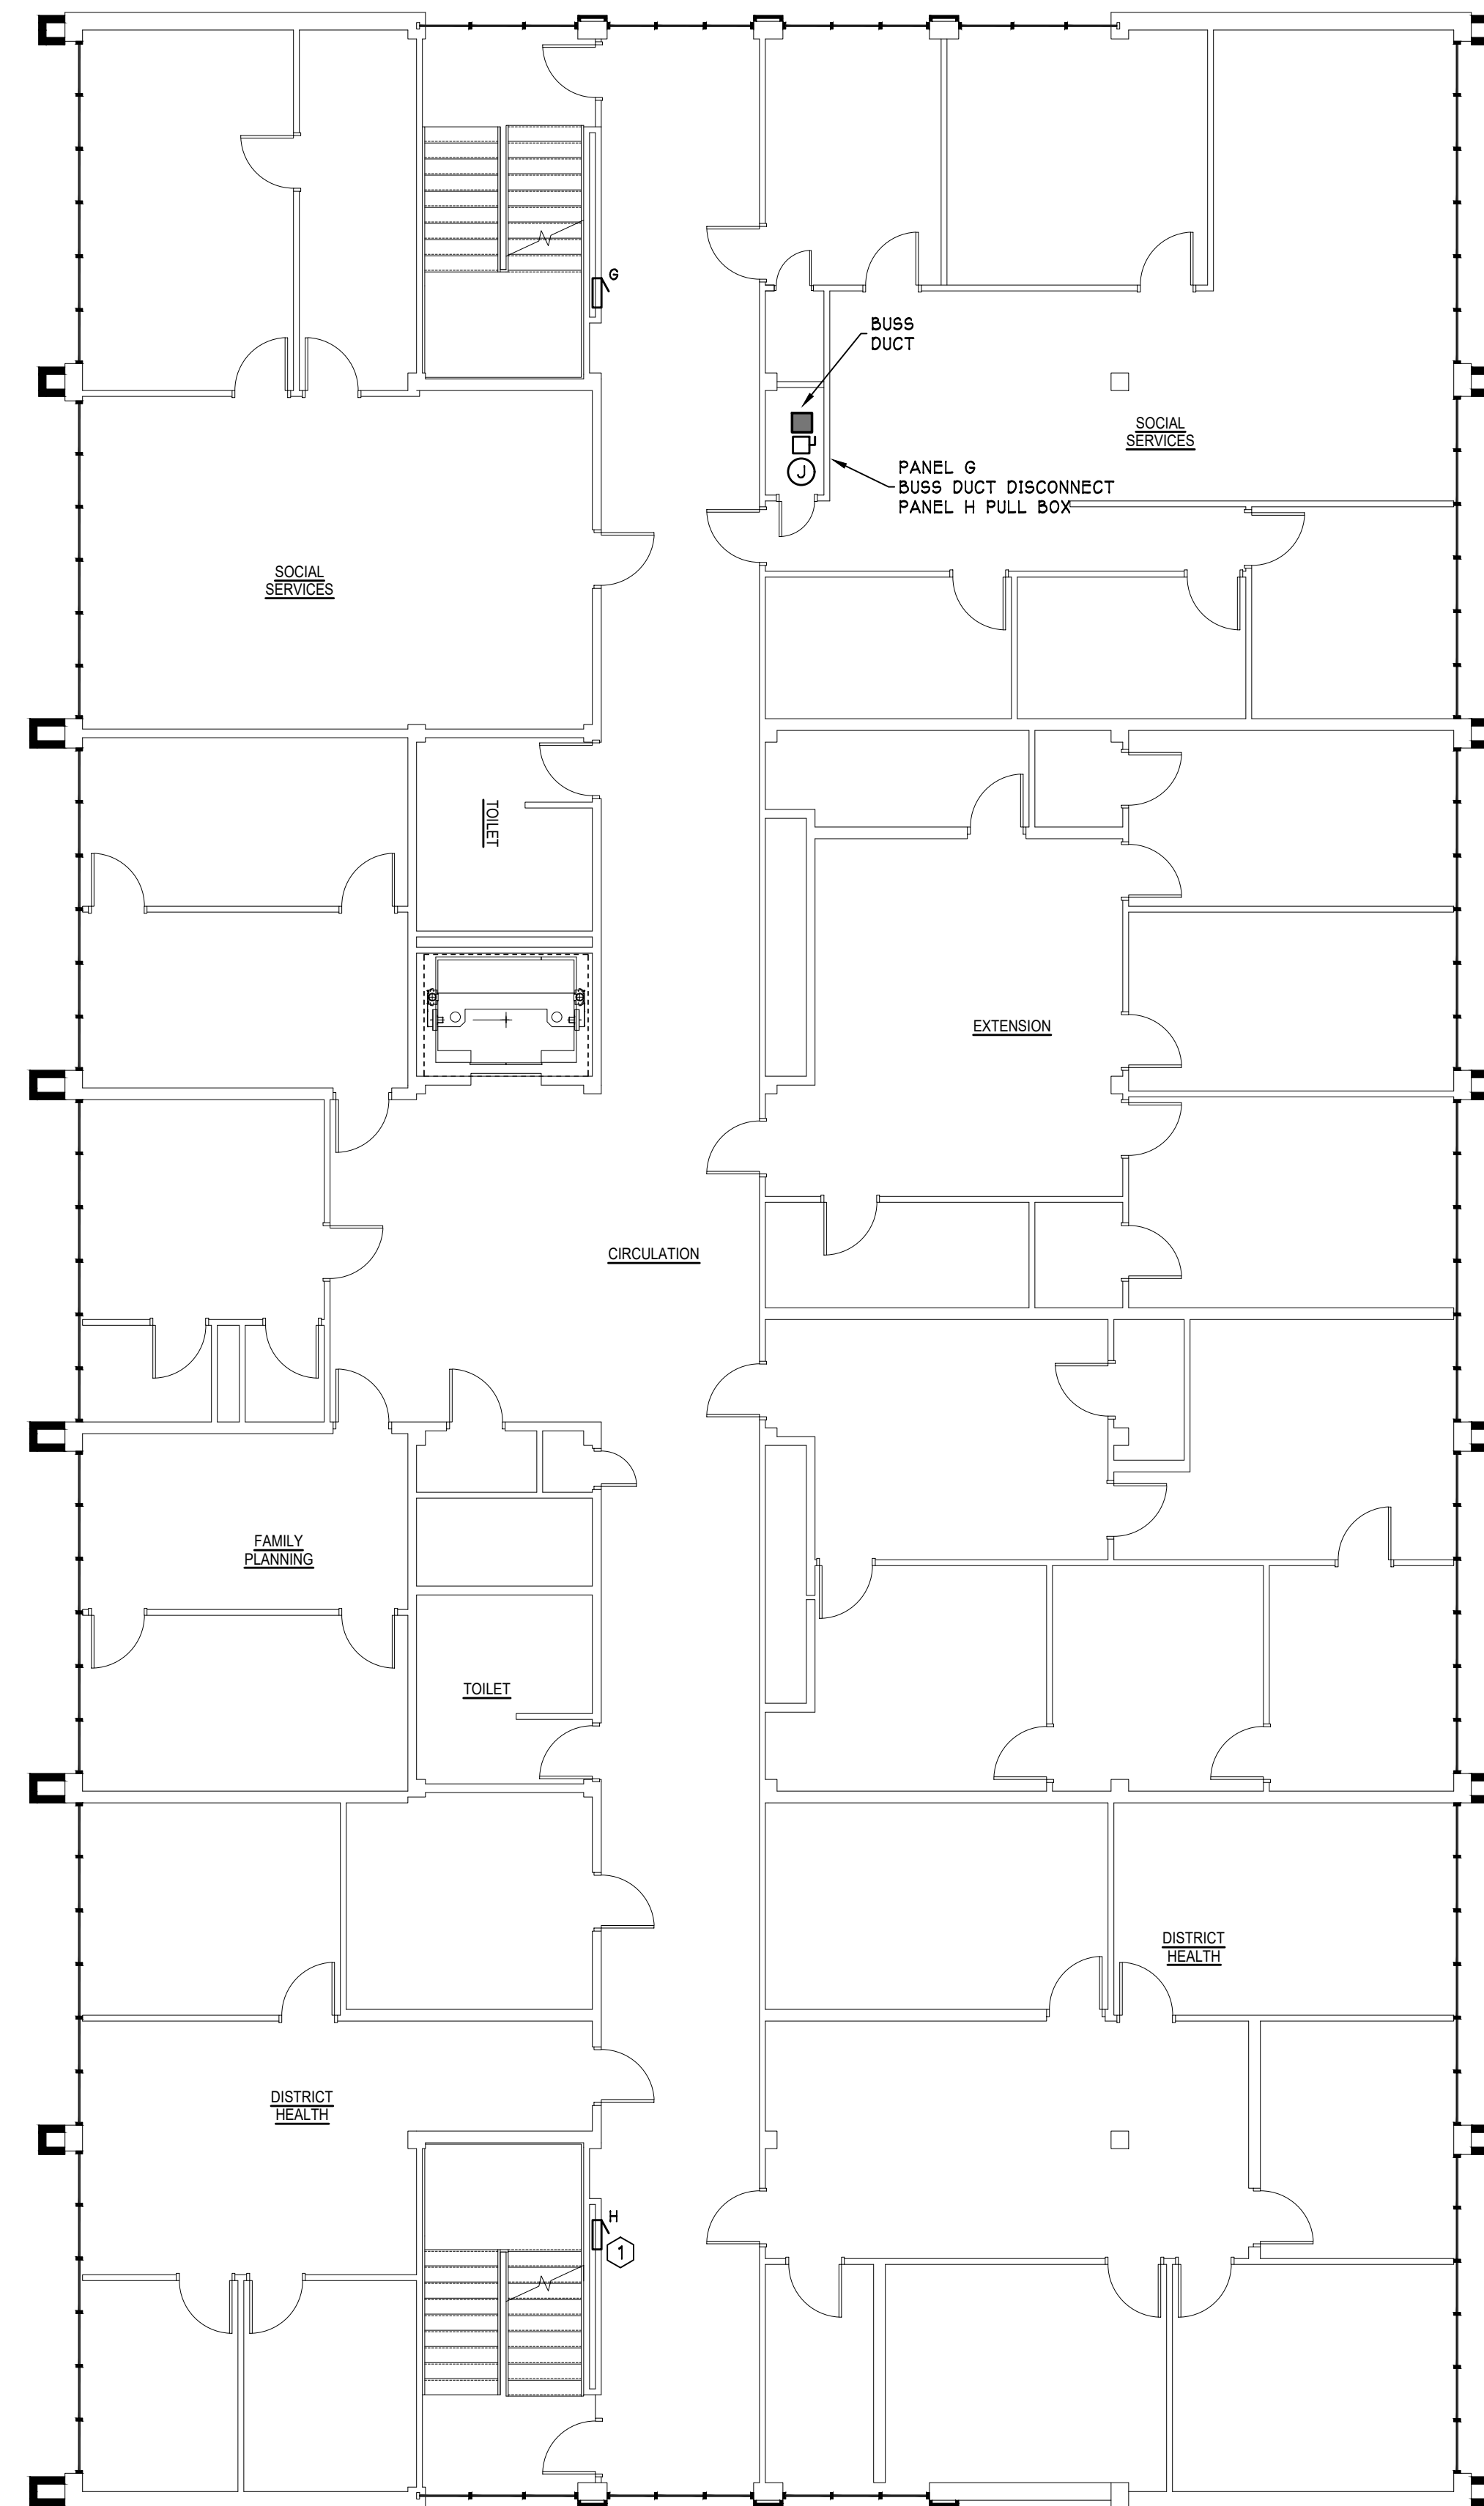 G
BUSS
DUCT
SOCIAL
SERVICES
J
PANEL G
BUSS DUCT DISCONNECT
PANEL H PULL BOX
SOCIAL
SERVICES
TOILET
EXTENSION
CIRCULATION
FAMILY
PLANNING
TOILET
DISTRICT
HEALTH
DISTRICT
HEALTH
H
1